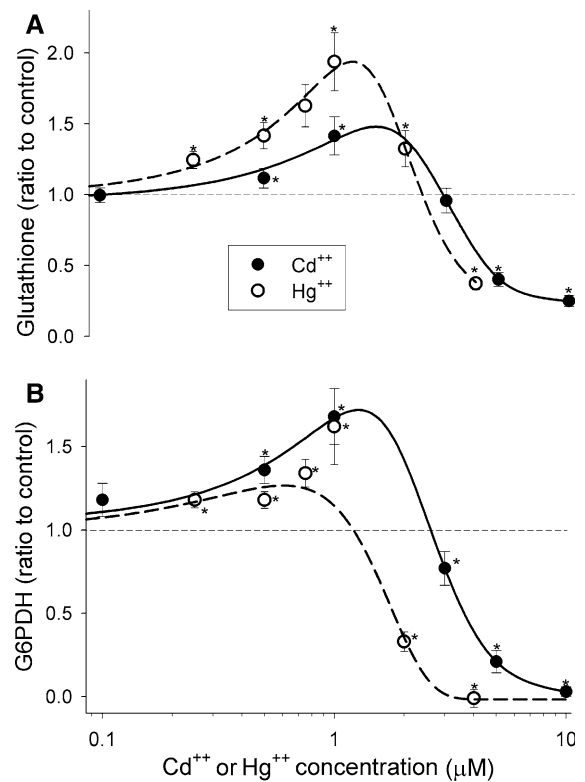 A
Glutathione (ratio to control)
2.0
1.5
1.0
0.5
0.0
* * * * * * * * *
Cd++
Hg++
B
G6PDH (ratio to control)
1.5
1.0
0.5
0.0
* * * * * * * * * * *
0.1
1
10
Cd++ or Hg++ concentration (μM)